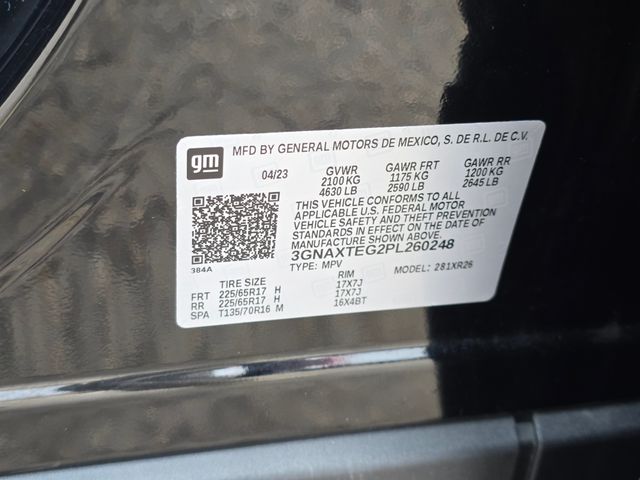 gm MFD BY GENERAL MOTORS DE MEXICO, S. DE R.L. DE C.V.
04/23 GVWR GAWR FRT GAWR RR
2100 KG 1175 KG 1200 KG
4630 LB 2590 LB 2645 LB
THIS VEHICLE CONFORMS TO ALL
APPLICABLE U.S. FEDERAL MOTOR
VEHICLE SAFETY AND THEFT PREVENTION
STANDARDS IN EFFECT ON THE DATE OF
MANUFACTURE SHOWN ABOVE.
3GNAXTEG2PL260248
384A TYPE: MPV MODEL: 281XR26
TIRE SIZE RIM
FRT 225/65R17 H 17X7J
RR 225/65R17 H 17X7J
SPA T135/70R16 M 16X4BT